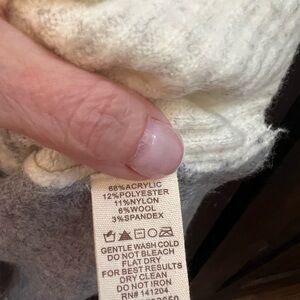 68%ACRYLIC
12%POLYESTER
11%NYLON
6%WOOL
3%SPANDEX
GENTLE WASH COLD
DO NOT BLEACH
FLAT DRY
FOR BEST RESULTS
DRY CLEAN
DO NOT IRON
RN# 141204